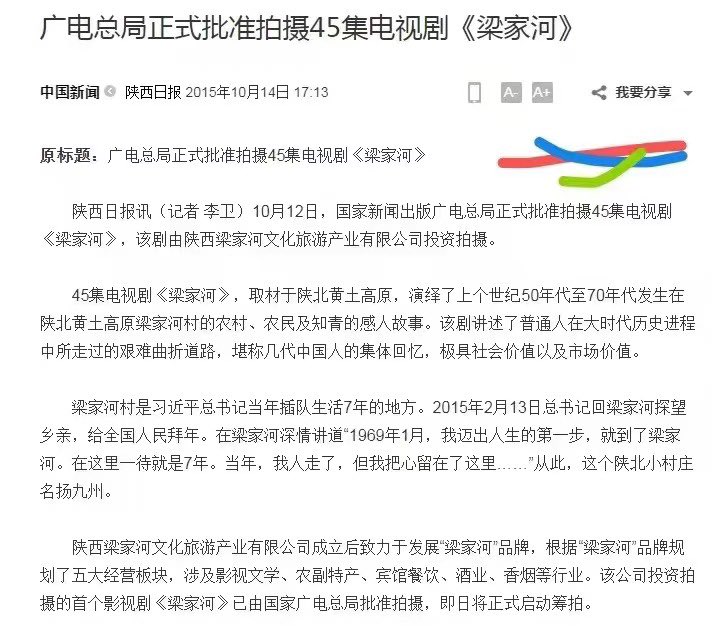 广电总局正式批准拍摄45集电视剧《梁家河》
中国新闻 陕西日报 2015年10月14日 17:13
A- A+ 我要分享
原标题：广电总局正式批准拍摄45集电视剧《梁家河》
陕西日报讯（记者 李卫）10月12日，国家新闻出版广电总局正式批准拍摄45集电视剧
《梁家河》，该剧由陕西梁家河文化旅游产业有限公司投资拍摄。
45集电视剧《梁家河》，取材于陕北黄土高原，演绎了上个世纪50年代至70年代发生在
陕北黄土高原梁家河村的农村、农民及知青的感人故事。该剧讲述了普通人在大时代历史进程
中所走过的艰难曲折道路，堪称几代中国人的集体回忆，极具社会价值以及市场价值。
梁家河村是习近平总书记当年插队生活7年的地方。2015年2月13日总书记回梁家河探望
乡亲，给全国人民拜年。在梁家河深情讲道“1969年1月，我迈出人生的第一步，就到了梁家
河。在这里一待就是7年。当年，我人走了，但我把心留在了这里……”从此，这个陕北小村庄
名扬九州。
陕西梁家河文化旅游产业有限公司成立后致力于发展“梁家河”品牌，根据“梁家河”品牌规
划了五大经营板块，涉及影视文学、农副特产、宾馆餐饮、酒业、香烟等行业。该公司投资拍
摄的首个影视剧《梁家河》已由国家广电总局批准拍摄，即日将正式启动筹拍。